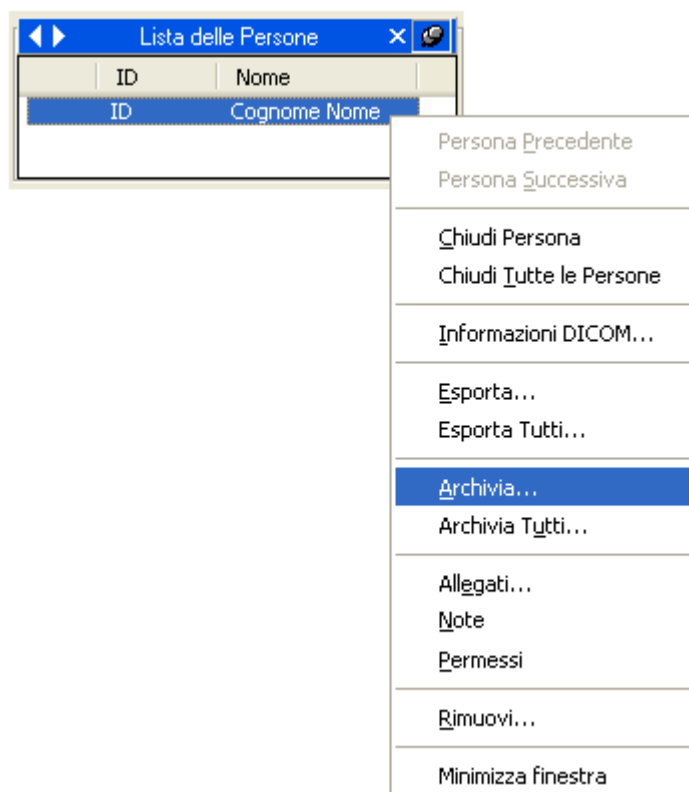 Lista delle Persone
ID Nome
ID Cognome Nome
Persona Precedente
Persona Successiva
Chiudi Persona
Chiudi Tutte le Persone
Informazioni DICOM...
Esporta...
Esporta Tutti...
Archivia...
Archivia Tutti...
Allegati...
Note
Permessi
Rimuovi...
Minimizza finestra